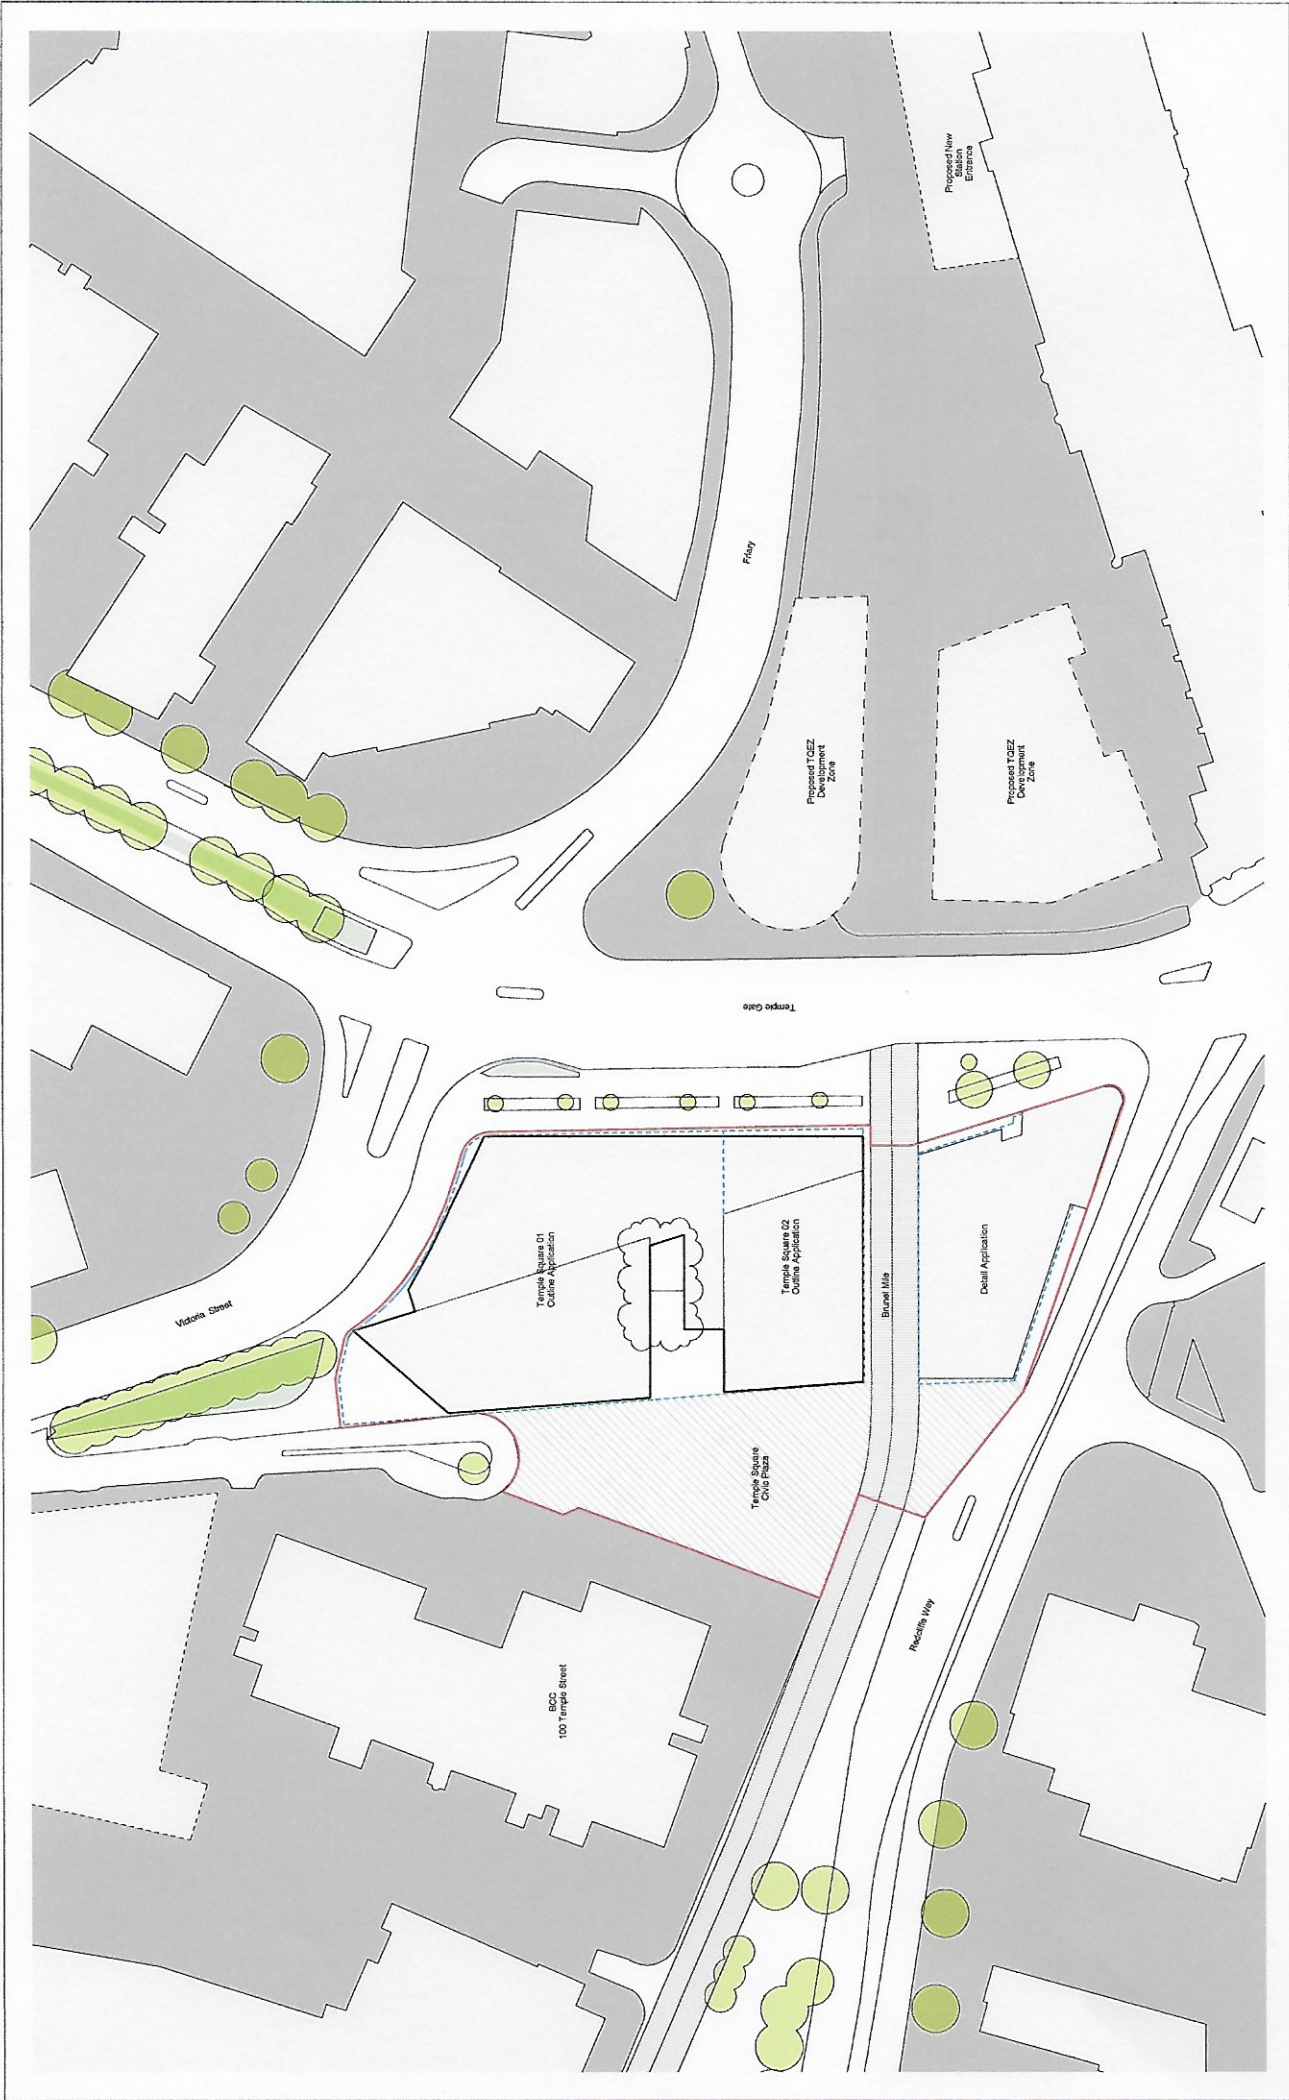 Proposed New
Station
Entrance
Friary
Proposed TQEZ
Development
Zone
Proposed TQEZ
Development
Zone
Temple Gate
Victoria Street
Temple Square 01
Outline Application
Temple Square 02
Outline Application
Brunel Mile
Detail Application
Temple Square
Civic Plaza
Redcliffe Way
BCC
100 Temple Street